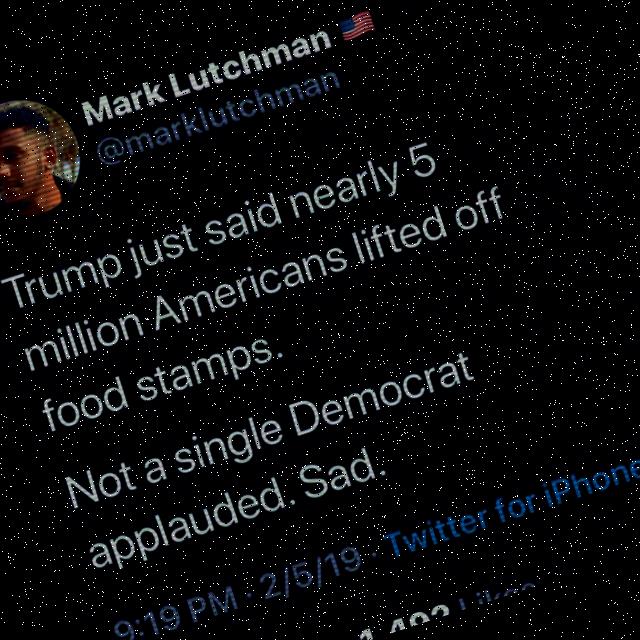 Mark Lutchman 🇺🇸
@marklutchman
Trump just said nearly 5
million Americans lifted off
food stamps.
Not a single Democrat
applauded. Sad.
9:19 PM · 2/5/19 · Twitter for iPhone
Likes